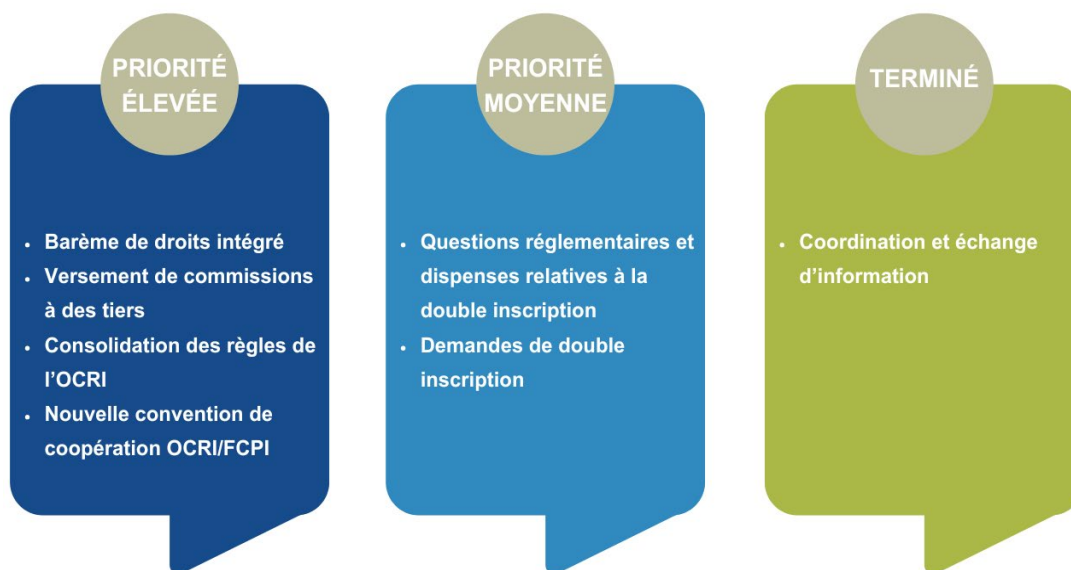 PRIORITÉ
ÉLEVÉE
• Barème de droits intégré
• Versement de commissions
à des tiers
• Consolidation des règles de
l’OCRI
• Nouvelle convention de
coopération OCRI/FCPI
PRIORITÉ
MOYENNE
• Questions réglementaires et
dispenses relatives à la
double inscription
• Demandes de double
inscription
TERMINÉ
• Coordination et échange
d’information